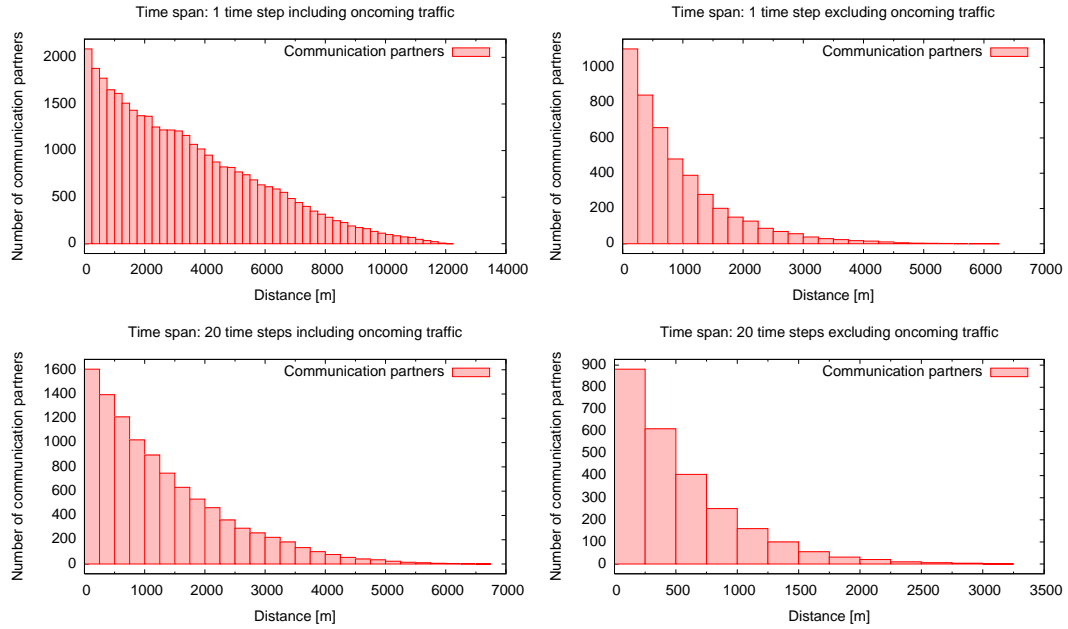 Time span: 1 time step including oncoming traffic
Number of communication partners
Communication partners
2000
1500
1000
500
0
0 2000 4000 6000 8000 10000 12000 14000
Distance [m]
Time span: 1 time step excluding oncoming traffic
Number of communication partners
Communication partners
1000
800
600
400
200
0
0 1000 2000 3000 4000 5000 6000 7000
Distance [m]
Time span: 20 time steps including oncoming traffic
Number of communication partners
Communication partners
1600
1400
1200
1000
800
600
400
200
0
0 1000 2000 3000 4000 5000 6000 7000
Distance [m]
Time span: 20 time steps excluding oncoming traffic
Number of communication partners
Communication partners
900
800
700
600
500
400
300
200
100
0
0 500 1000 1500 2000 2500 3000 3500
Distance [m]